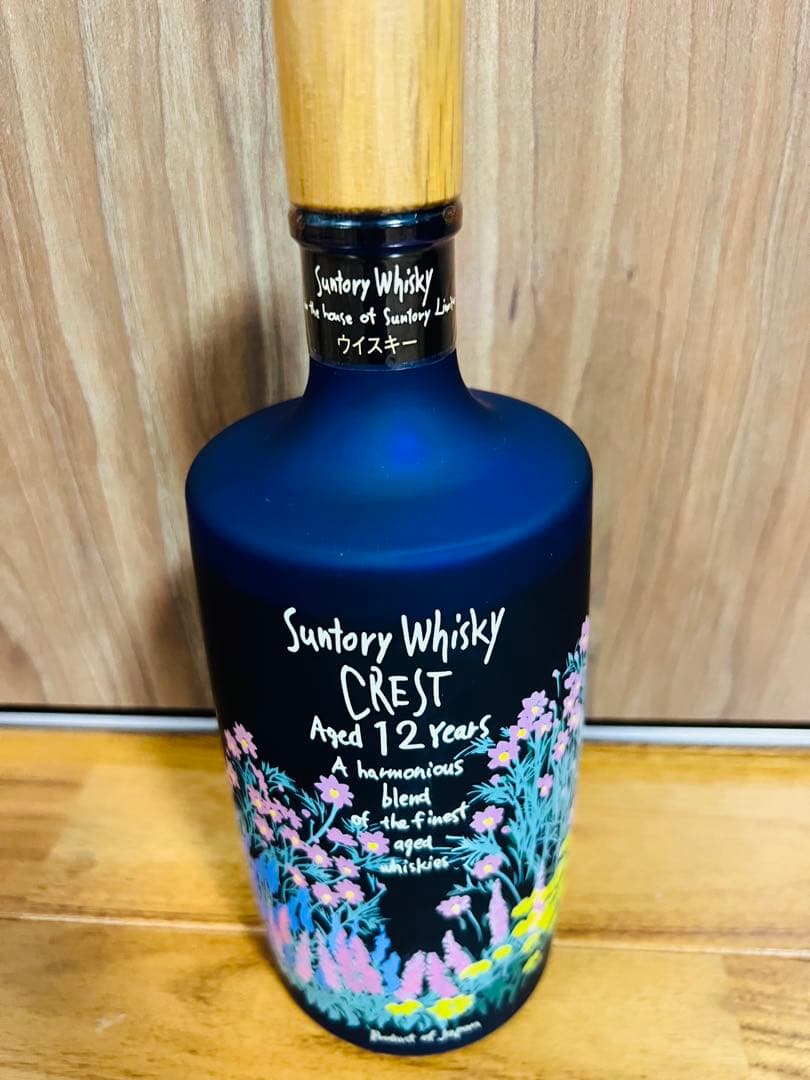 Suntory Whisky
the house of Suntory
ウイスキー
Suntory Whisky
CREST
Aged 12 Years
A harmonious
blend
of the finest
aged
whiskies
Product of Japan